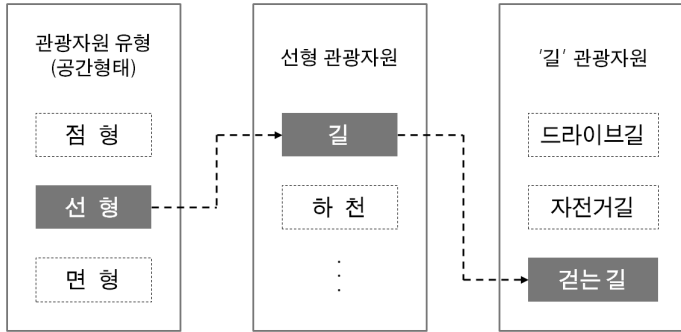 관광자원 유형
(공간형태)
점 형
선 형
면 형
선형 관광자원
길
하 천
.
.
.
'길' 관광자원
드라이브길
자전거길
걷는 길